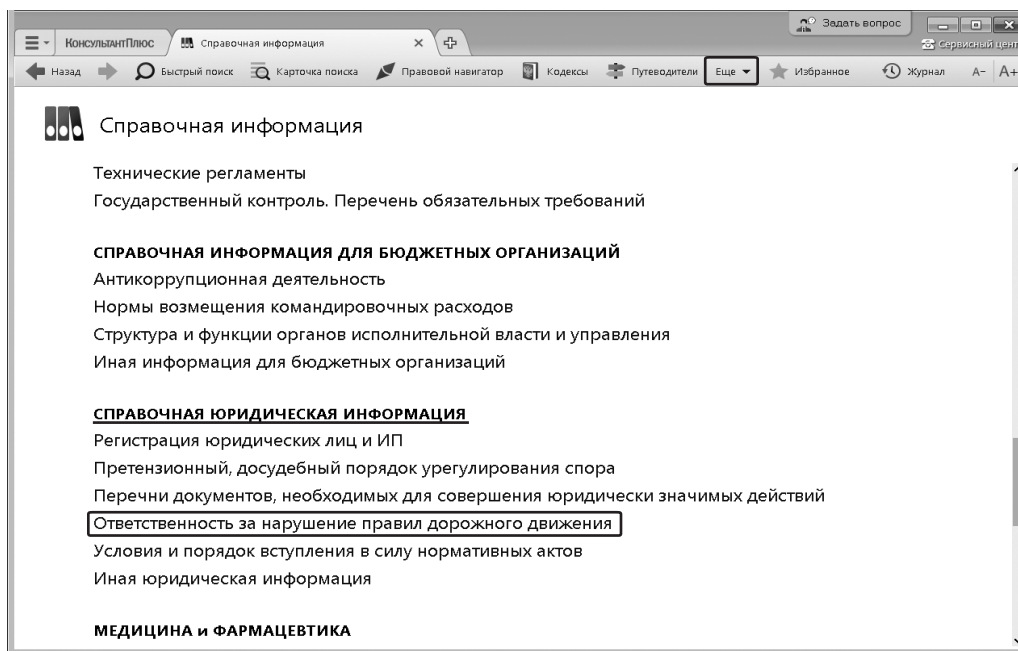 Задать вопрос
КонсультантПлюс Справочная информация
Сервисный цент
Назад Быстрый поиск Карточка поиска Правовой навигатор Кодексы Путеводители Еще Избранное Журнал A− A+
Справочная информация
Технические регламенты
Государственный контроль. Перечень обязательных требований
СПРАВОЧНАЯ ИНФОРМАЦИЯ ДЛЯ БЮДЖЕТНЫХ ОРГАНИЗАЦИЙ
Антикоррупционная деятельность
Нормы возмещения командировочных расходов
Структура и функции органов исполнительной власти и управления
Иная информация для бюджетных организаций
СПРАВОЧНАЯ ЮРИДИЧЕСКАЯ ИНФОРМАЦИЯ
Регистрация юридических лиц и ИП
Претензионный, досудебный порядок урегулирования спора
Перечни документов, необходимых для совершения юридически значимых действий
Ответственность за нарушение правил дорожного движения
Условия и порядок вступления в силу нормативных актов
Иная юридическая информация
МЕДИЦИНА и ФАРМАЦЕВТИКА